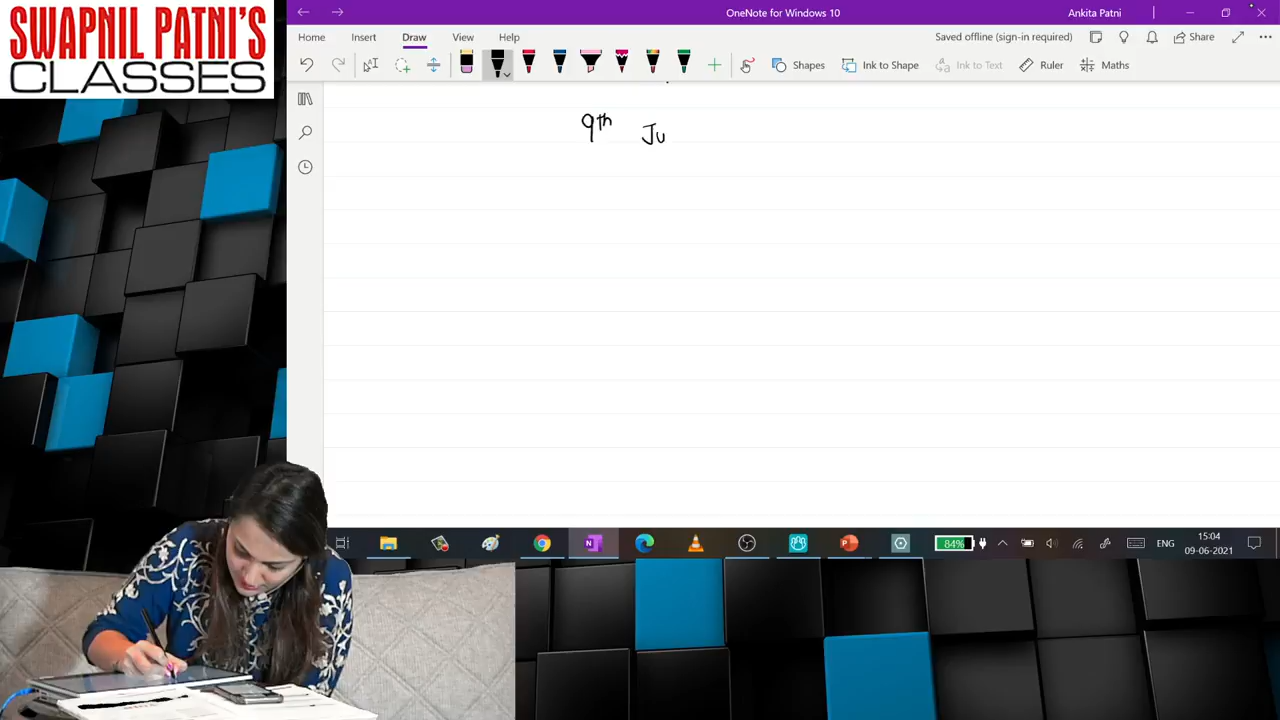 SWAPNIL PATNI'S
CLASSES
OneNote for Windows 10
Ankita Patni
Home Insert Draw View Help
Saved offline (sign-in required)
Share
Shapes
Ink to Shape
Ink to Text
Ruler
Maths
9th Ju
84%
ENG
15:04
09-06-2021